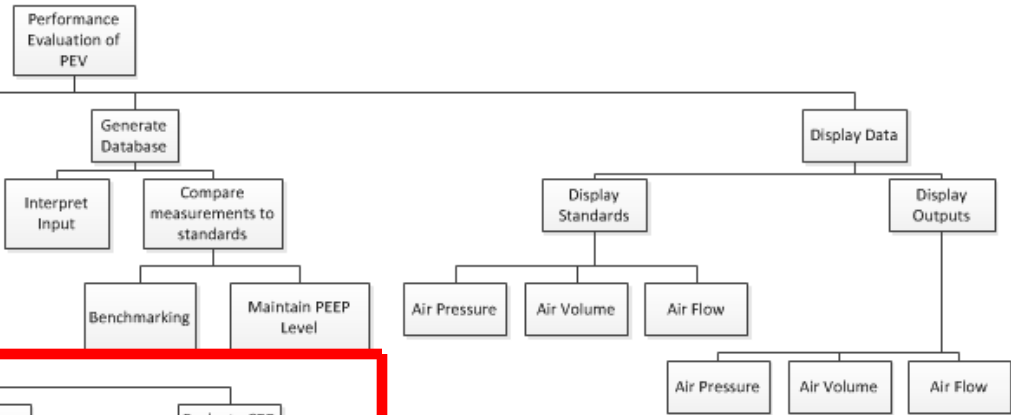 Performance
Evaluation of
PEV
Generate
Database
Display Data
Interpret
Input
Compare
measurements to
standards
Display
Standards
Display
Outputs
Benchmarking
Maintain PEEP
Level
Air Pressure
Air Volume
Air Flow
Air Pressure
Air Volume
Air Flow